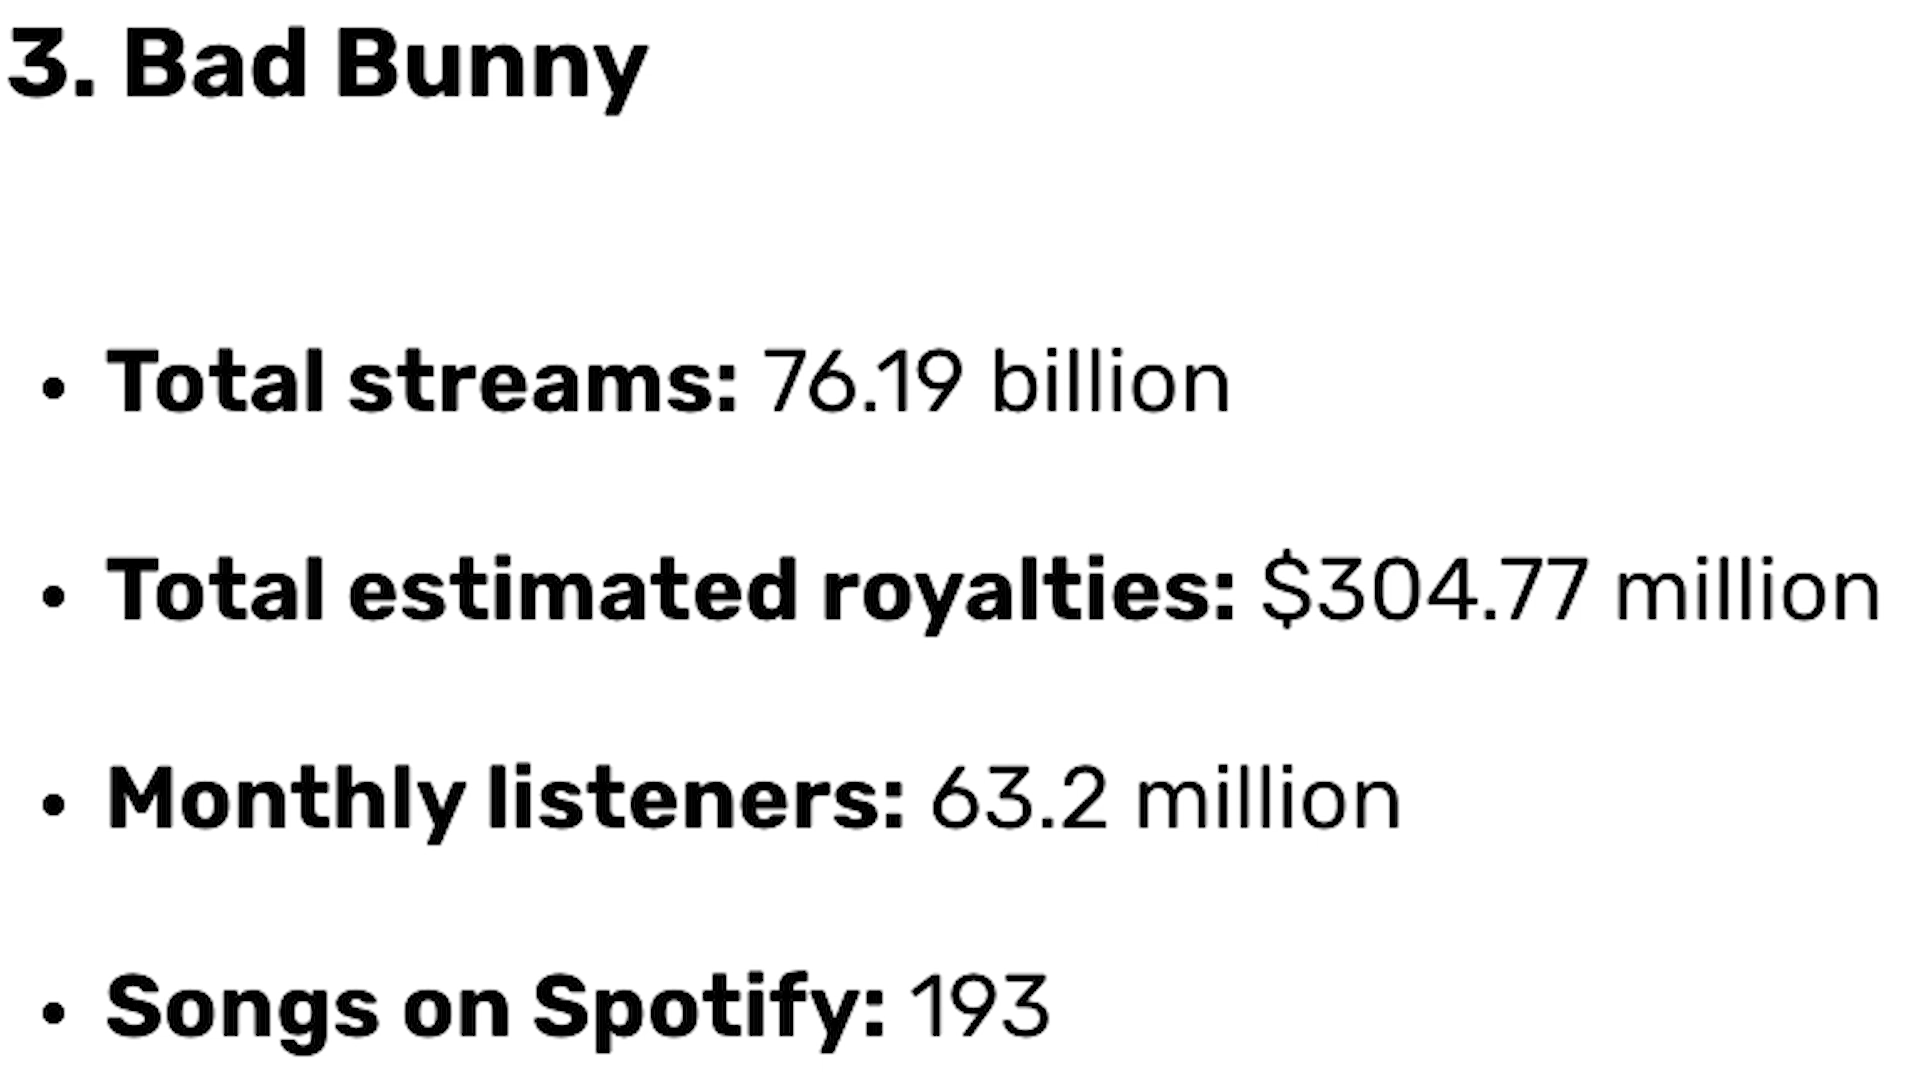 3. Bad Bunny
• Total streams: 76.19 billion
• Total estimated royalties: $304.77 million
• Monthly listeners: 63.2 million
• Songs on Spotify: 193